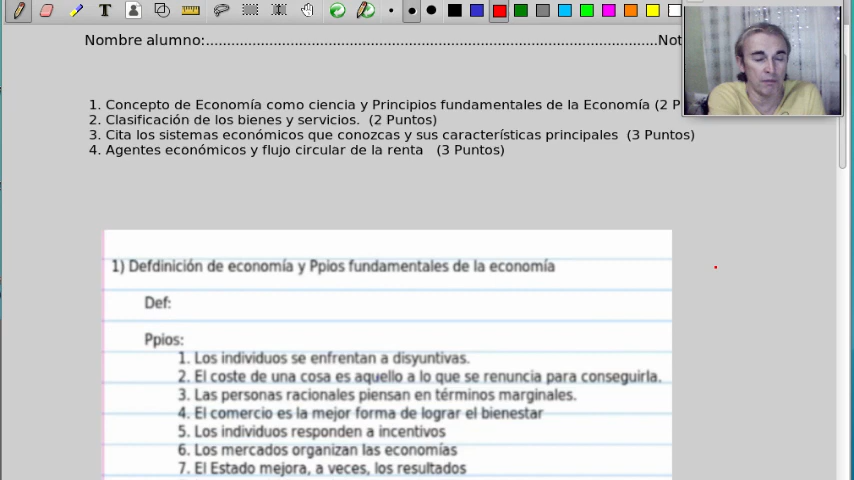 Nombre alumno:..........................................................................................................Not
1. Concepto de Economía como ciencia y Principios fundamentales de la Economía (2 P
2. Clasificación de los bienes y servicios. (2 Puntos)
3. Cita los sistemas económicos que conozcas y sus características principales (3 Puntos)
4. Agentes económicos y flujo circular de la renta (3 Puntos)
1) Defdinición de economía y Ppios fundamentales de la economía
Def:
Ppios:
1. Los individuos se enfrentan a disyuntivas.
2. El coste de una cosa es aquello a lo que se renuncia para conseguirla.
3. Las personas racionales piensan en términos marginales.
4. El comercio es la mejor forma de lograr el bienestar
5. Los individuos responden a incentivos
6. Los mercados organizan las economías
7. El Estado mejora, a veces, los resultados